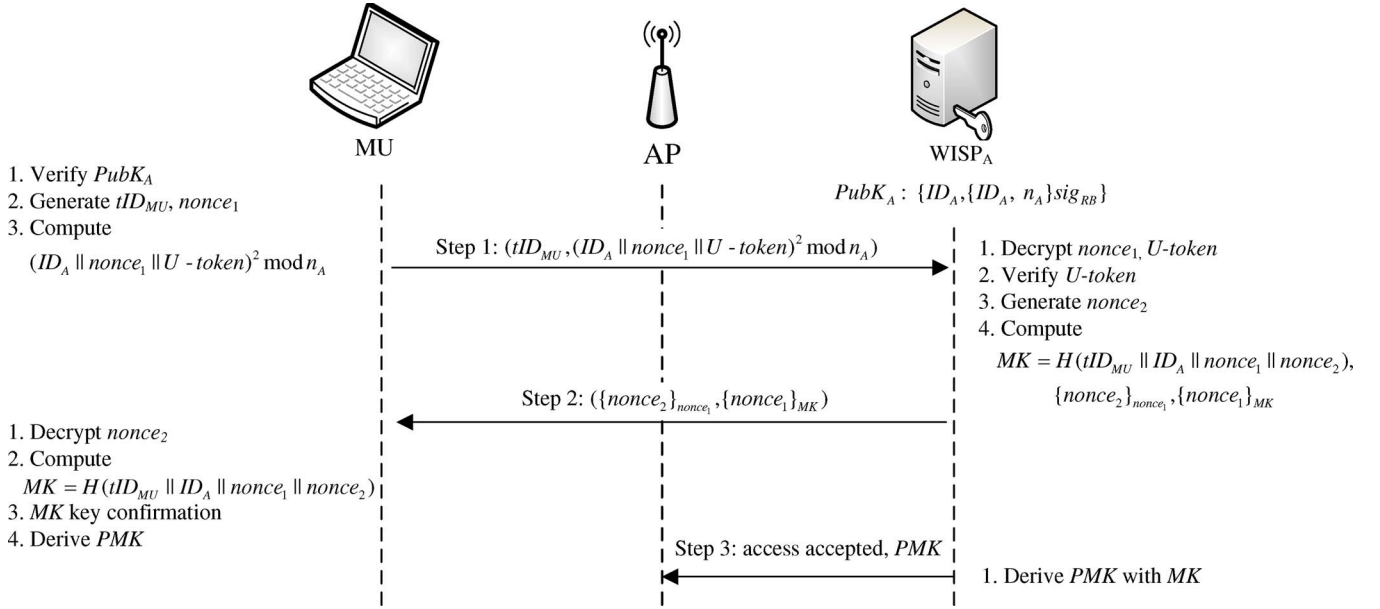 MU
AP
WISP_A
1. Verify PubK_A
2. Generate tID_MU, nonce_1
3. Compute
(ID_A || nonce_1 || U - token)^2 mod n_A
PubK_A : {ID_A,{ID_A, n_A}sig_RB}
Step 1: (tID_MU,(ID_A || nonce_1 || U - token)^2 mod n_A)
1. Decrypt nonce_1, U-token
2. Verify U-token
3. Generate nonce_2
4. Compute
MK = H(tID_MU || ID_A || nonce_1 || nonce_2),
{nonce_2}_nonce_1,{nonce_1}_MK
Step 2: ({nonce_2}_nonce_1,{nonce_1}_MK)
1. Decrypt nonce_2
2. Compute
MK = H(tID_MU || ID_A || nonce_1 || nonce_2)
3. MK key confirmation
4. Derive PMK
Step 3: access accepted, PMK
1. Derive PMK with MK